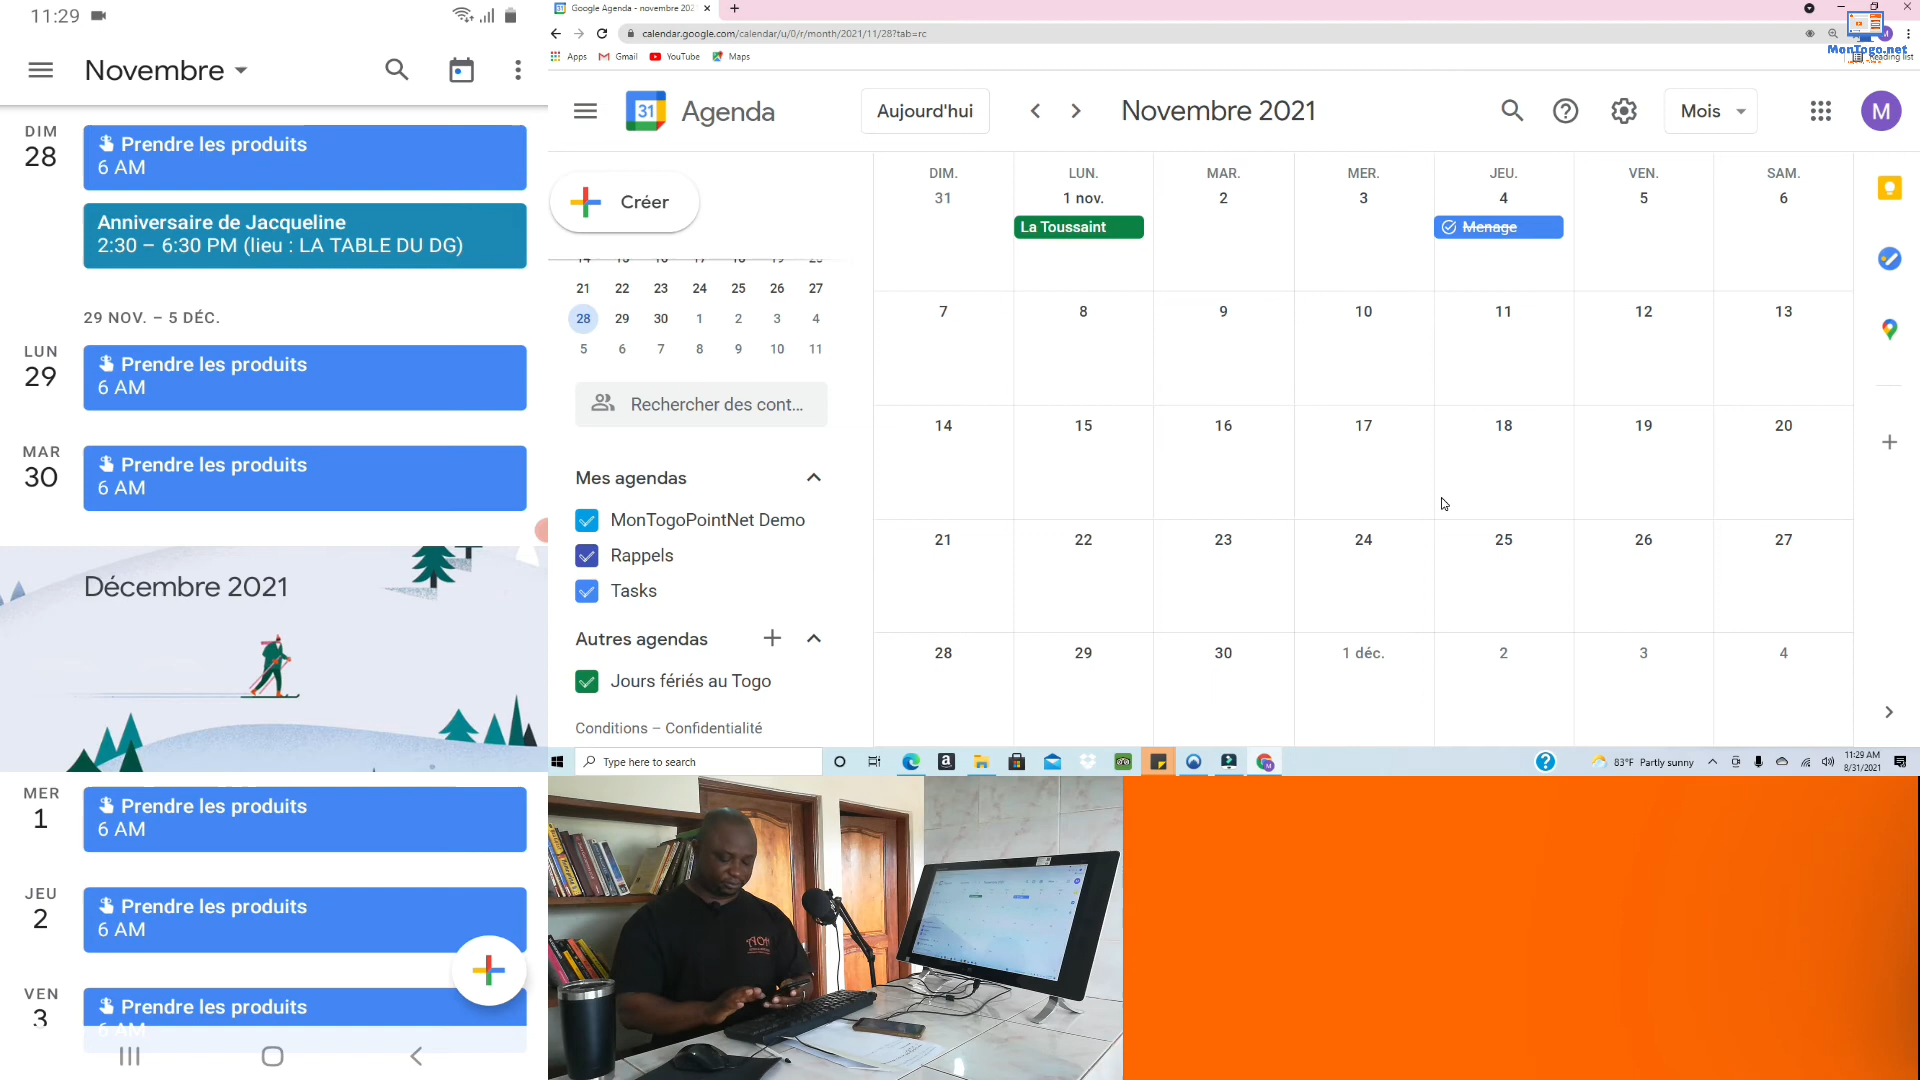 11:29
Novembre
DIM
28
Prendre les produits
6 AM
Anniversaire de Jacqueline
2:30 – 6:30 PM (lieu : LA TABLE DU DG)
29 NOV. – 5 DÉC.
LUN
29
Prendre les produits
6 AM
MAR
30
Prendre les produits
6 AM
Décembre 2021
MER
1
Prendre les produits
6 AM
JEU
2
Prendre les produits
6 AM
VEN
3
Prendre les produits
6 AM
Google Agenda - novembre 202
calendar.google.com/calendar/u/0/r/month/2021/11/28?tab=rc
Apps Gmail YouTube Maps
MonTogo.net
Reading list
31 Agenda Aujourd'hui Novembre 2021 Mois M
Créer
21 22 23 24 25 26 27
28 29 30 1 2 3 4
5 6 7 8 9 10 11
Rechercher des cont...
Mes agendas
MonTogoPointNet Demo
Rappels
Tasks
Autres agendas
Jours fériés au Togo
Conditions – Confidentialité
DIM. LUN. MAR. MER. JEU. VEN. SAM.
31 1 nov. 2 3 4 5 6
La Toussaint Menage
7 8 9 10 11 12 13
14 15 16 17 18 19 20
21 22 23 24 25 26 27
28 29 30 1 déc. 2 3 4
Type here to search
83°F Partly sunny
11:29 AM
8/31/2021